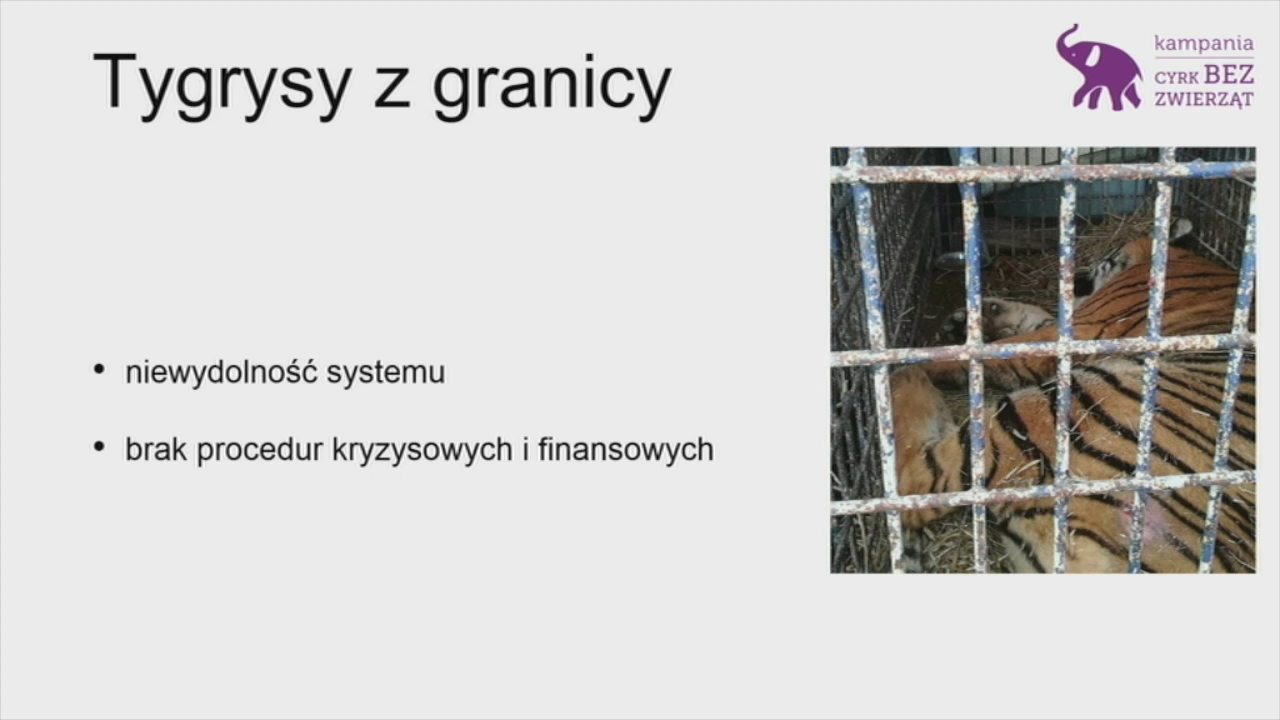 Tygrysy z granicy
kampania
CYRK BEZ
ZWIERZĄT
• niewydolność systemu
• brak procedur kryzysowych i finansowych